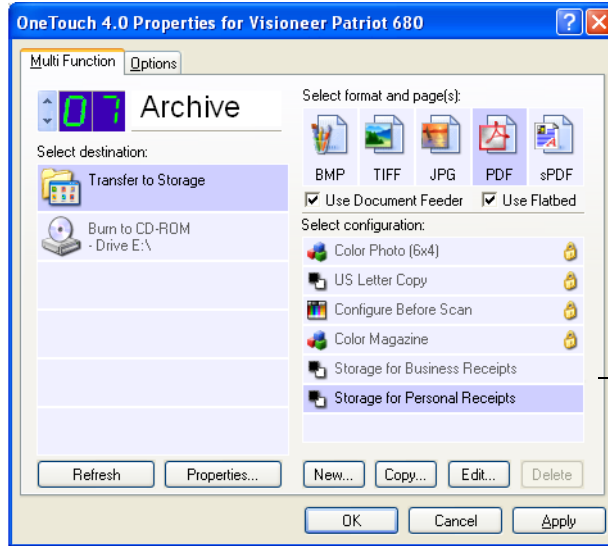 OneTouch 4.0 Properties for Visioneer Patriot 680
Multi Function
Options
07 Archive
Select destination:
Transfer to Storage
Burn to CD-ROM
- Drive E:\
Refresh
Properties...
Select format and page(s):
BMP TIFF JPG PDF sPDF
Use Document Feeder
Use Flatbed
Select configuration:
Color Photo (6x4)
US Letter Copy
Configure Before Scan
Color Magazine
Storage for Business Receipts
Storage for Personal Receipts
New...
Copy...
Edit...
Delete
OK
Cancel
Apply